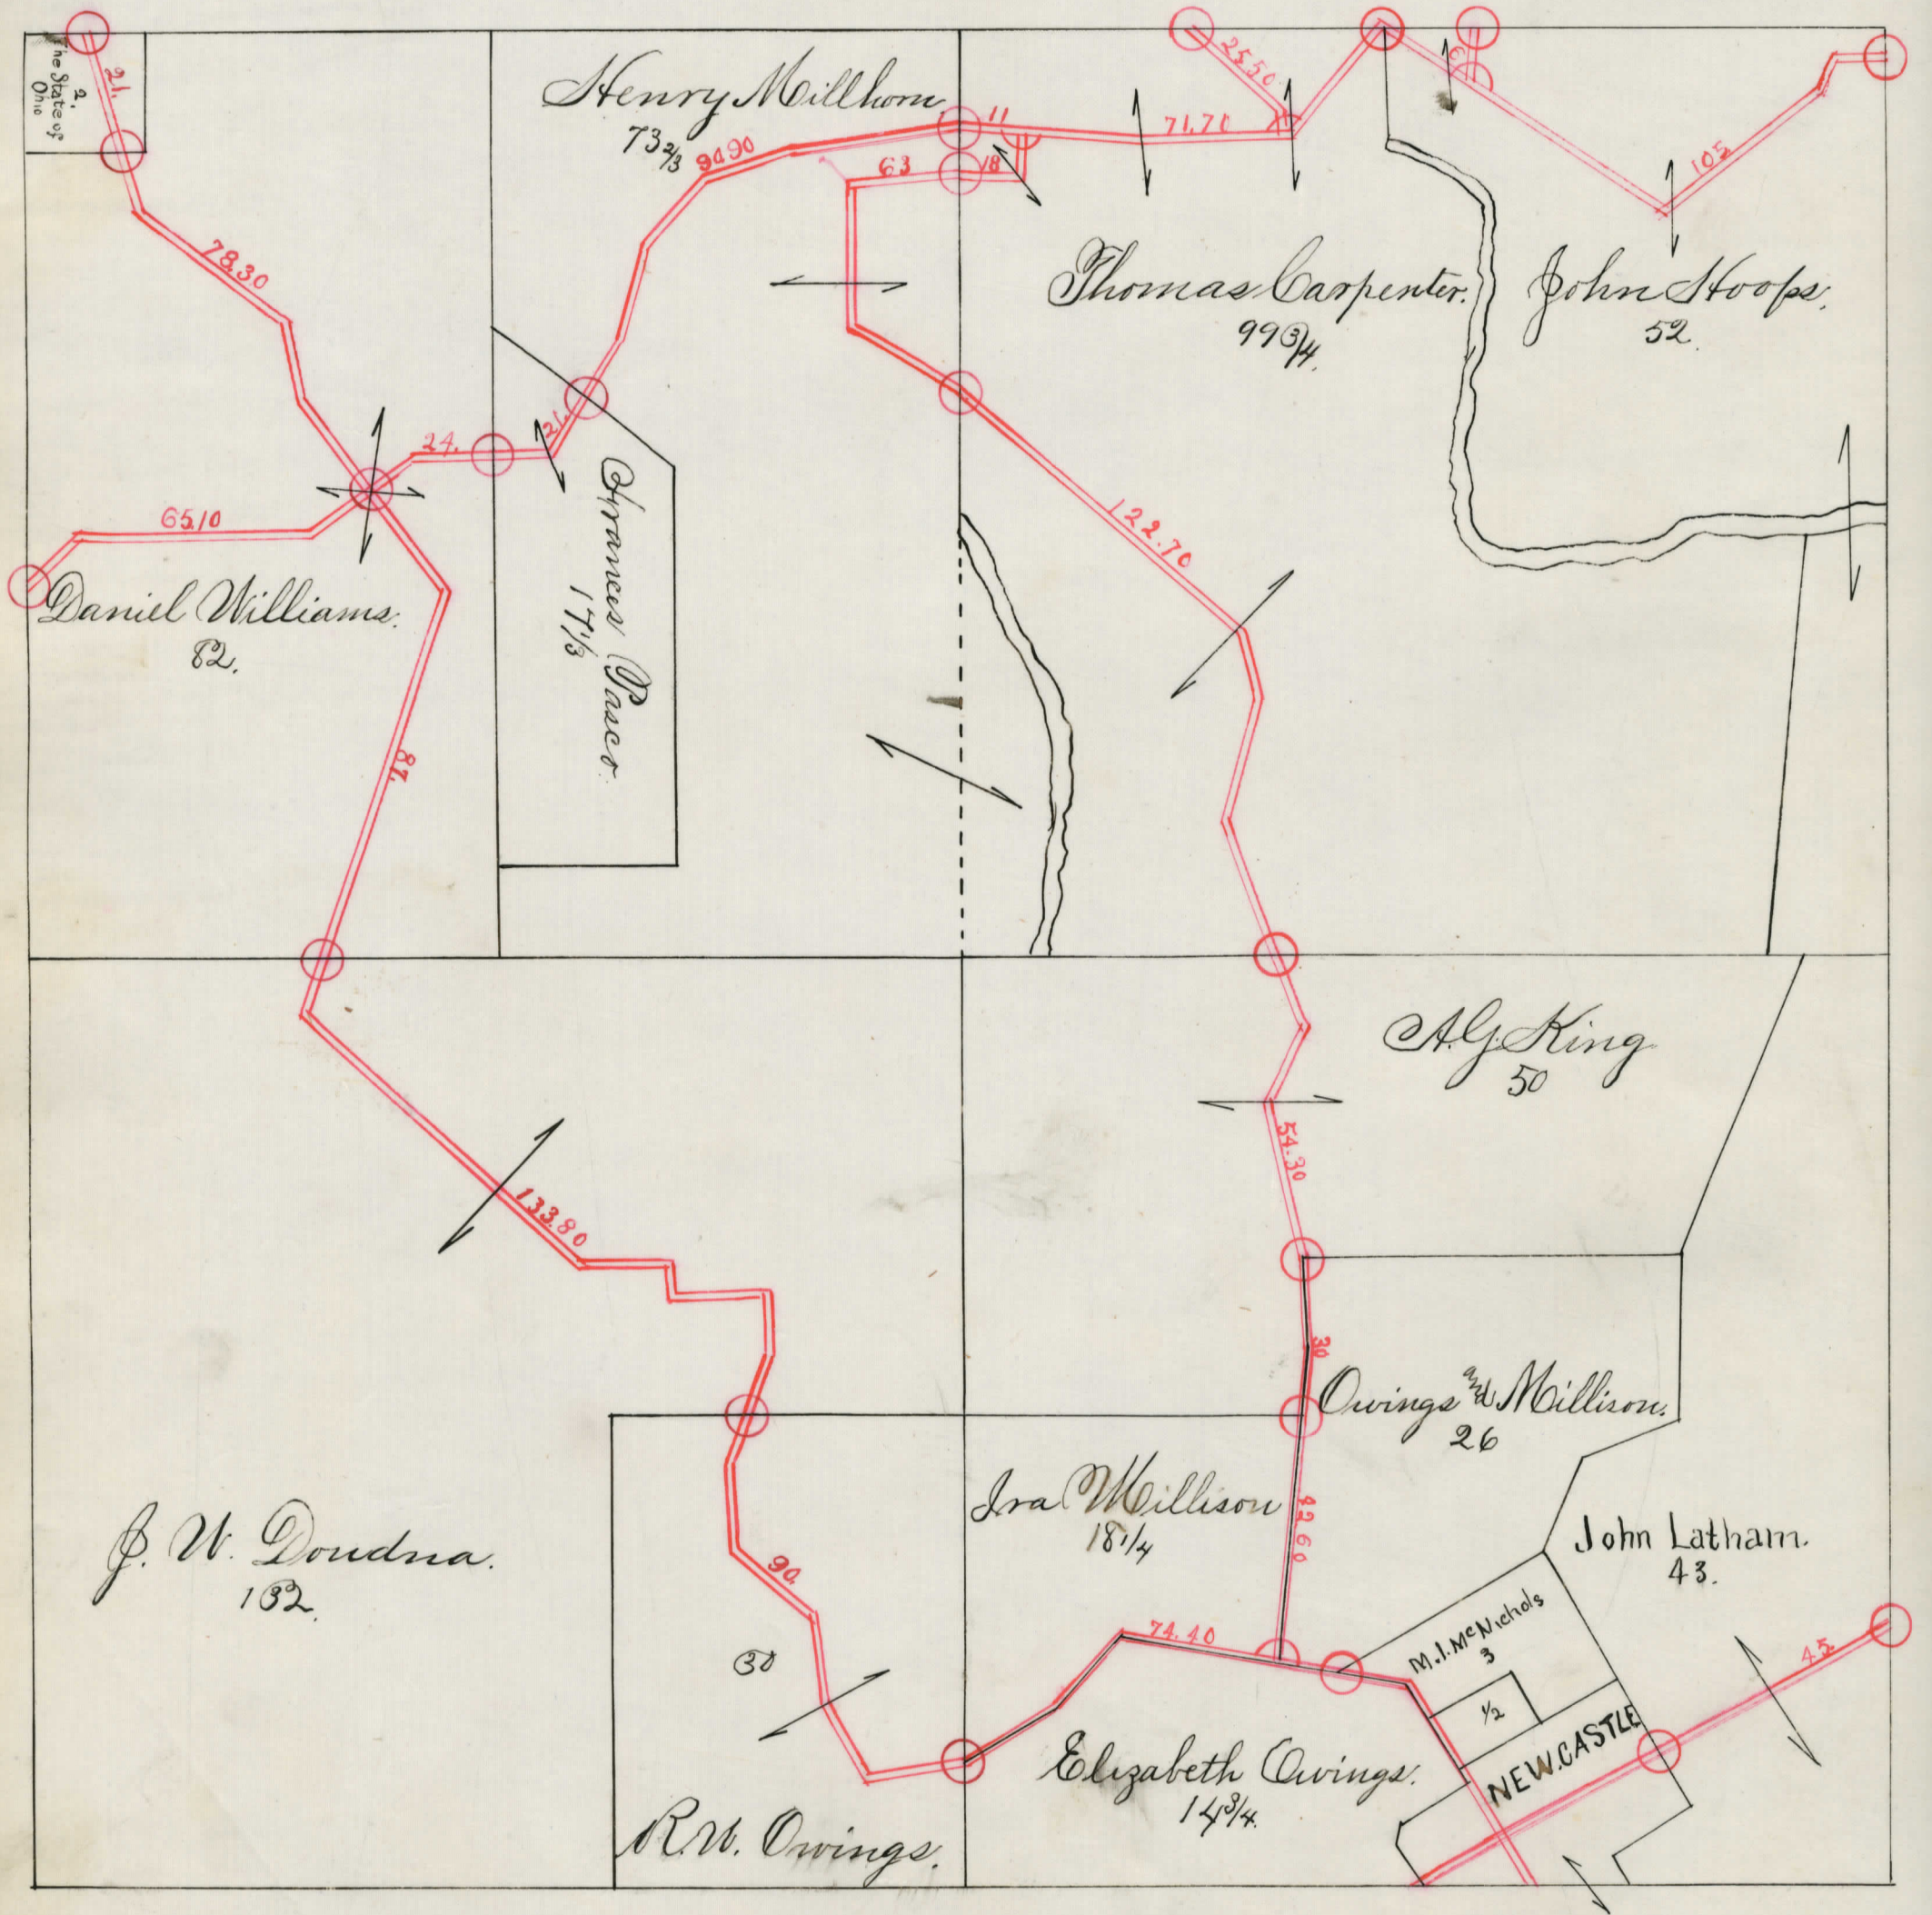 21.
2.
The State of
Ohio
Henry Millhorn
73 2/3
94.90
63
11
18
71.70
25.50
6
105
78.30
Thomas Carpenter.
99 3/4.
John Hoops.
52.
24.
21.
65.10
Daniel Williams.
82.
Frances Pasco.
17 1/3
122.70
87.
A.G. King
50
54.30
133.80
30
Owings and Millison.
26
Ira Millison
18 1/4
42.60
John Latham.
43.
J. W. Doudna.
132.
90.
30
74.40
M. I. McNichols
3
1/2
NEW.CASTLE
45
Elizabeth Owings.
14 3/4.
R. W. Owings.